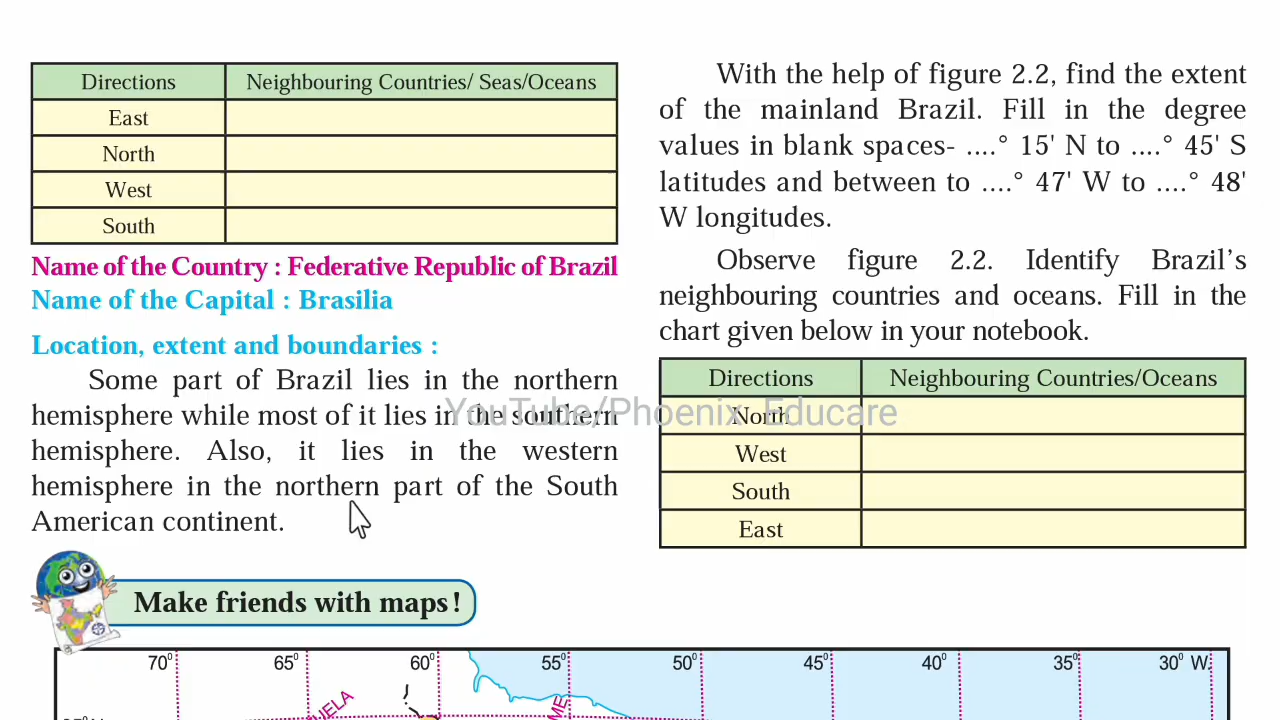 Directions Neighbouring Countries/ Seas/Oceans
East
North
West
South
Name of the Country : Federative Republic of Brazil
Name of the Capital : Brasilia
Location, extent and boundaries :
Some part of Brazil lies in the northern
hemisphere while most of it lies in the southern
hemisphere. Also, it lies in the western
hemisphere in the northern part of the South
American continent.
With the help of figure 2.2, find the extent
of the mainland Brazil. Fill in the degree
values in blank spaces- ....° 15' N to ....° 45' S
latitudes and between to ....° 47' W to ....° 48'
W longitudes.
Observe figure 2.2. Identify Brazil's
neighbouring countries and oceans. Fill in the
chart given below in your notebook.
Directions Neighbouring Countries/Oceans
North
West
South
East
YouTube/Phoenix Educare
Make friends with maps!
70° 65° 60° 55° 50° 45° 40° 35° 30° W.